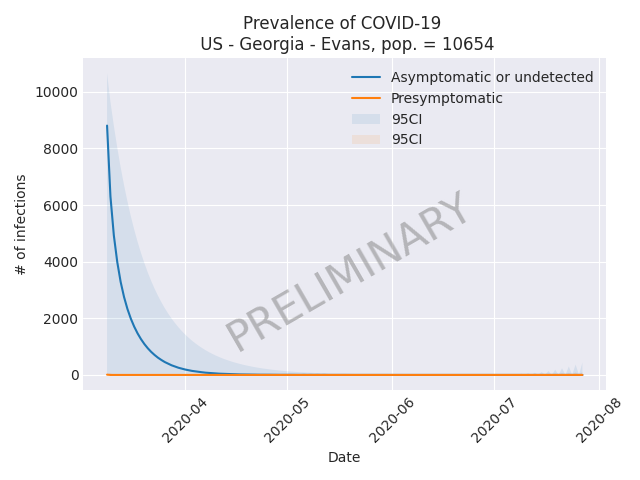 Prevalence of COVID-19
US - Georgia - Evans, pop. = 10654
Asymptomatic or undetected
Presymptomatic
95CI
95CI
10000
8000
6000
4000
2000
0
# of infections
PRELIMINARY
2020-04
2020-05
2020-06
2020-07
2020-08
Date